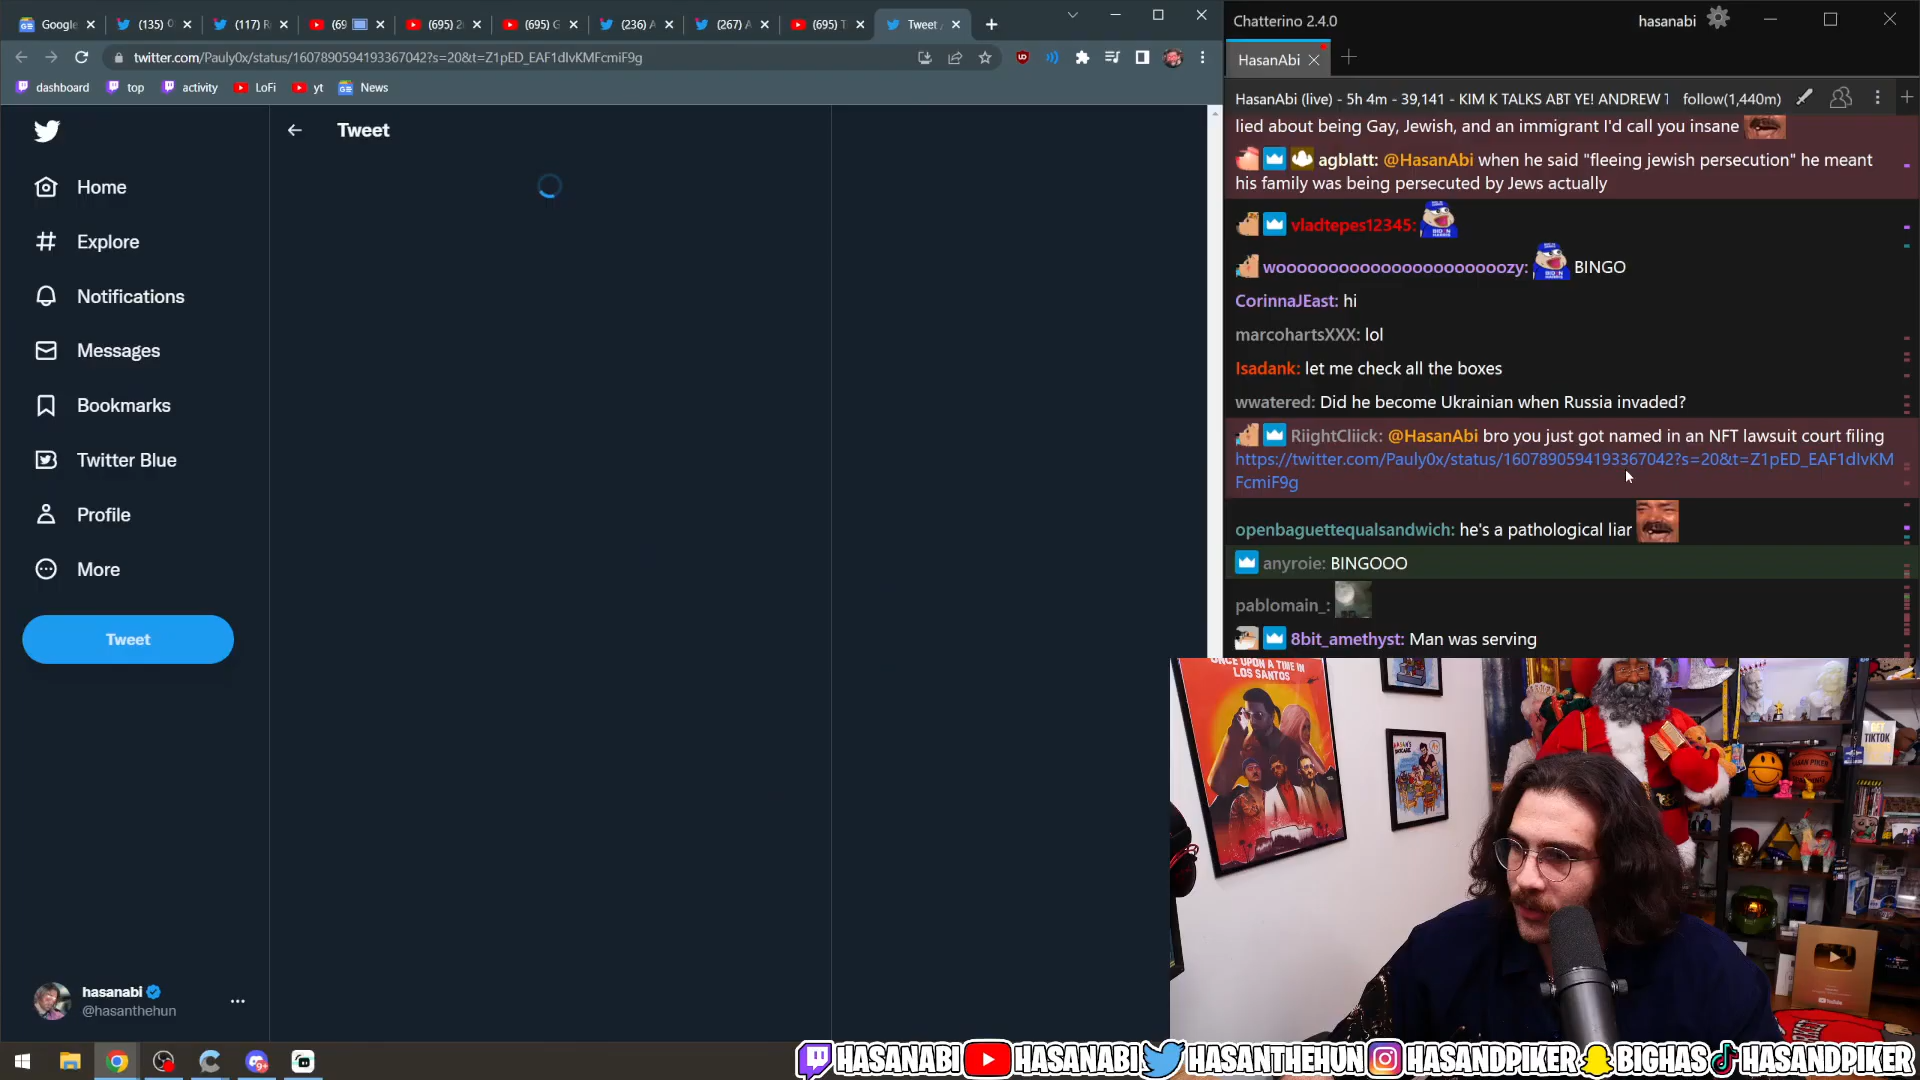 Google
(135) O
(117) R
(69
(695) 2
(695) G
(236) A
(267) A
(695) T
Tweet /
twitter.com/Pauly0x/status/1607890594193367042?s=20&t=Z1pED_EAF1dIvKMFcmiF9g
dashboard
top
activity
LoFi
yt
News
Home
Explore
Notifications
Messages
Bookmarks
Twitter Blue
Profile
More
Tweet
hasanabi
@hasanthehun
Tweet
Chatterino 2.4.0
hasanabi
HasanAbi
HasanAbi (live) - 5h 4m - 39,141 - KIM K TALKS ABT YE! ANDREW T
follow(1,440m)
lied about being Gay, Jewish, and an immigrant I'd call you insane
agblatt: @HasanAbi when he said "fleeing jewish persecution" he meant
his family was being persecuted by Jews actually
vladtepes12345:
BINGO
CorinnaJEast: hi
marcohartsXXX: lol
let me check all the boxes
wwatered: Did he become Ukrainian when Russia invaded?
RiightCliick: @HasanAbi bro you just got named in an NFT lawsuit court filing
https://twitter.com/Pauly0x/status/1607890594193367042?s=20&t=Z1pED_EAF1dIvKM
FcmiF9g
openbaguettequalsandwich: he's a pathological liar
anyroie: BINGOOO
pablomain_:
8bit_amethyst: Man was serving
ONCE UPON A TIME IN
LOS SANTOS
HASANABI
HASANABI
HASANTHEHUN
HASANDPIKER
BIGHAS
HASANDPIKER